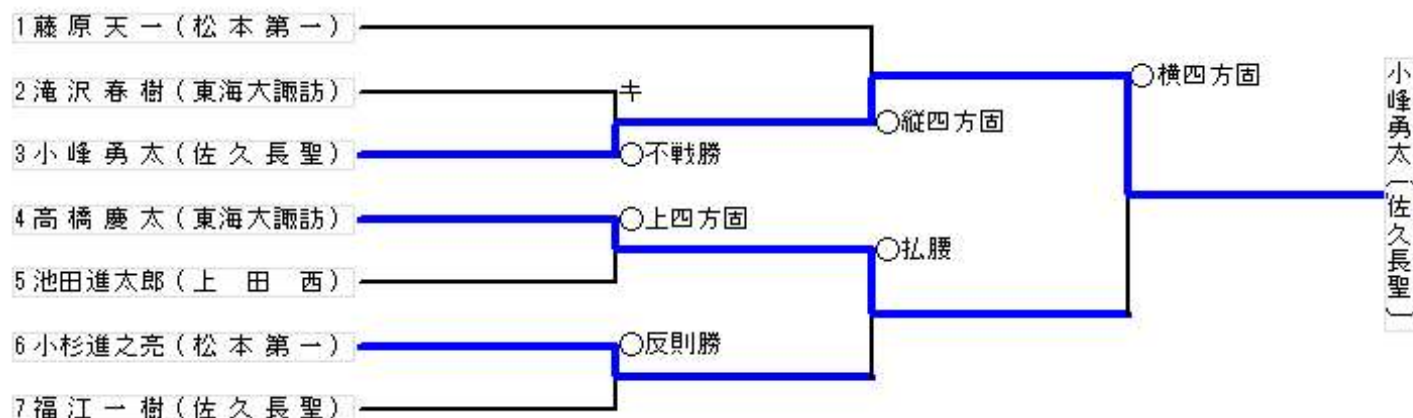 1藤原天一(松本第一)
2滝沢春樹(東海大諏訪)
キ
3小峰勇太(佐久長聖)
○不戦勝
○縦四方固
○横四方固
4高橋慶太(東海大諏訪)
○上四方固
5池田進太郎(上 田 西)
○払腰
6小杉進之亮(松本第一)
○反則勝
7福江一樹(佐久長聖)
小峰勇太(佐久長聖)